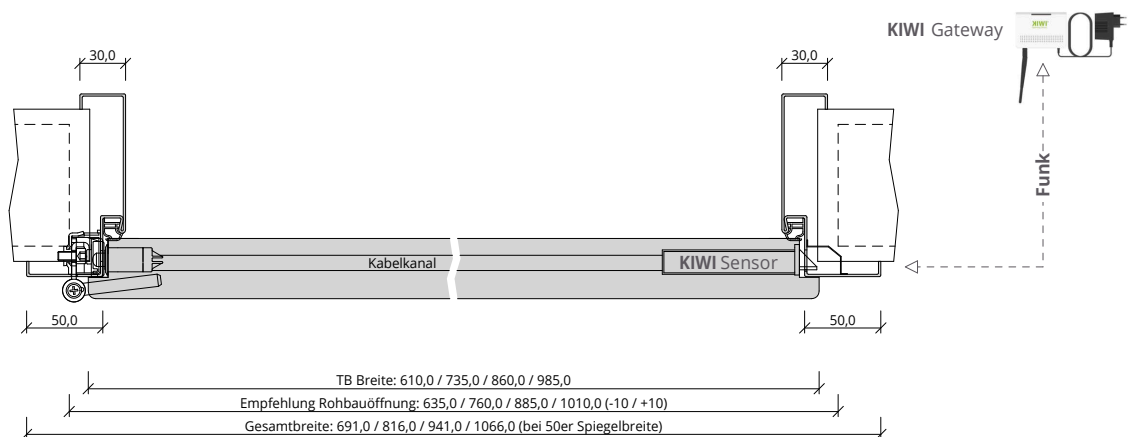 KIWI Gateway
KIWI
30,0
30,0
Funk
Kabelkanal
KIWI Sensor
50,0
50,0
TB Breite: 610,0 / 735,0 / 860,0 / 985,0
Empfehlung Rohbauöffnung: 635,0 / 760,0 / 885,0 / 1010,0 (-10 / +10)
Gesamtbreite: 691,0 / 816,0 / 941,0 / 1066,0 (bei 50er Spiegelbreite)